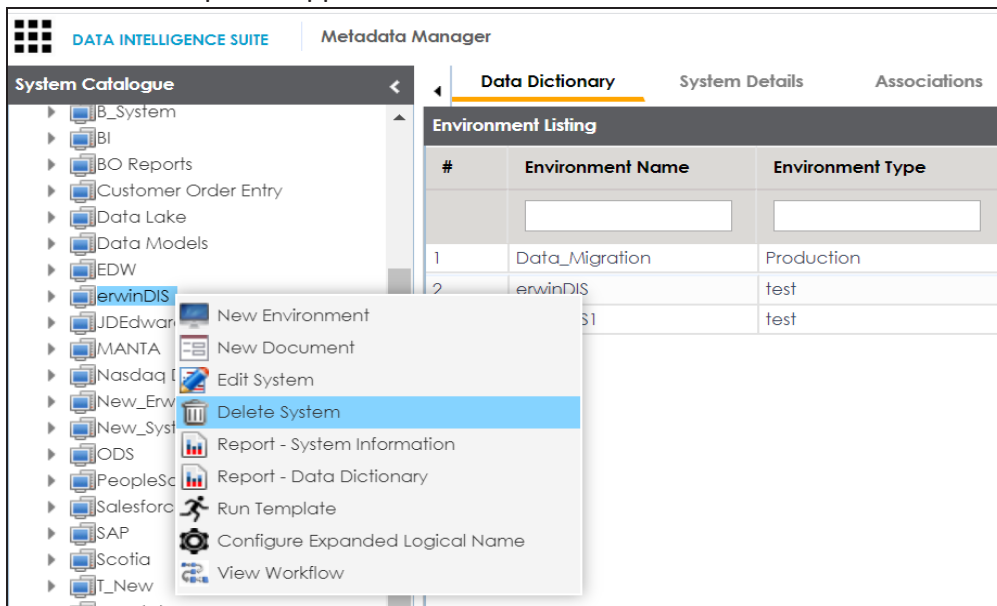 DATA INTELLIGENCE SUITE Metadata Manager
System Catalogue
B_System
BI
BO Reports
Customer Order Entry
Data Lake
Data Models
EDW
erwinDIS
MANTA
Nasdaq
ODS
SAP
Scotia
T_New
New Environment
New Document
Edit System
Delete System
Report - System Information
Report - Data Dictionary
Run Template
Configure Expanded Logical Name
View Workflow
Data Dictionary System Details Associations
Environment Listing
# Environment Name Environment Type
1 Data_Migration Production
2 erwinDIS test
test